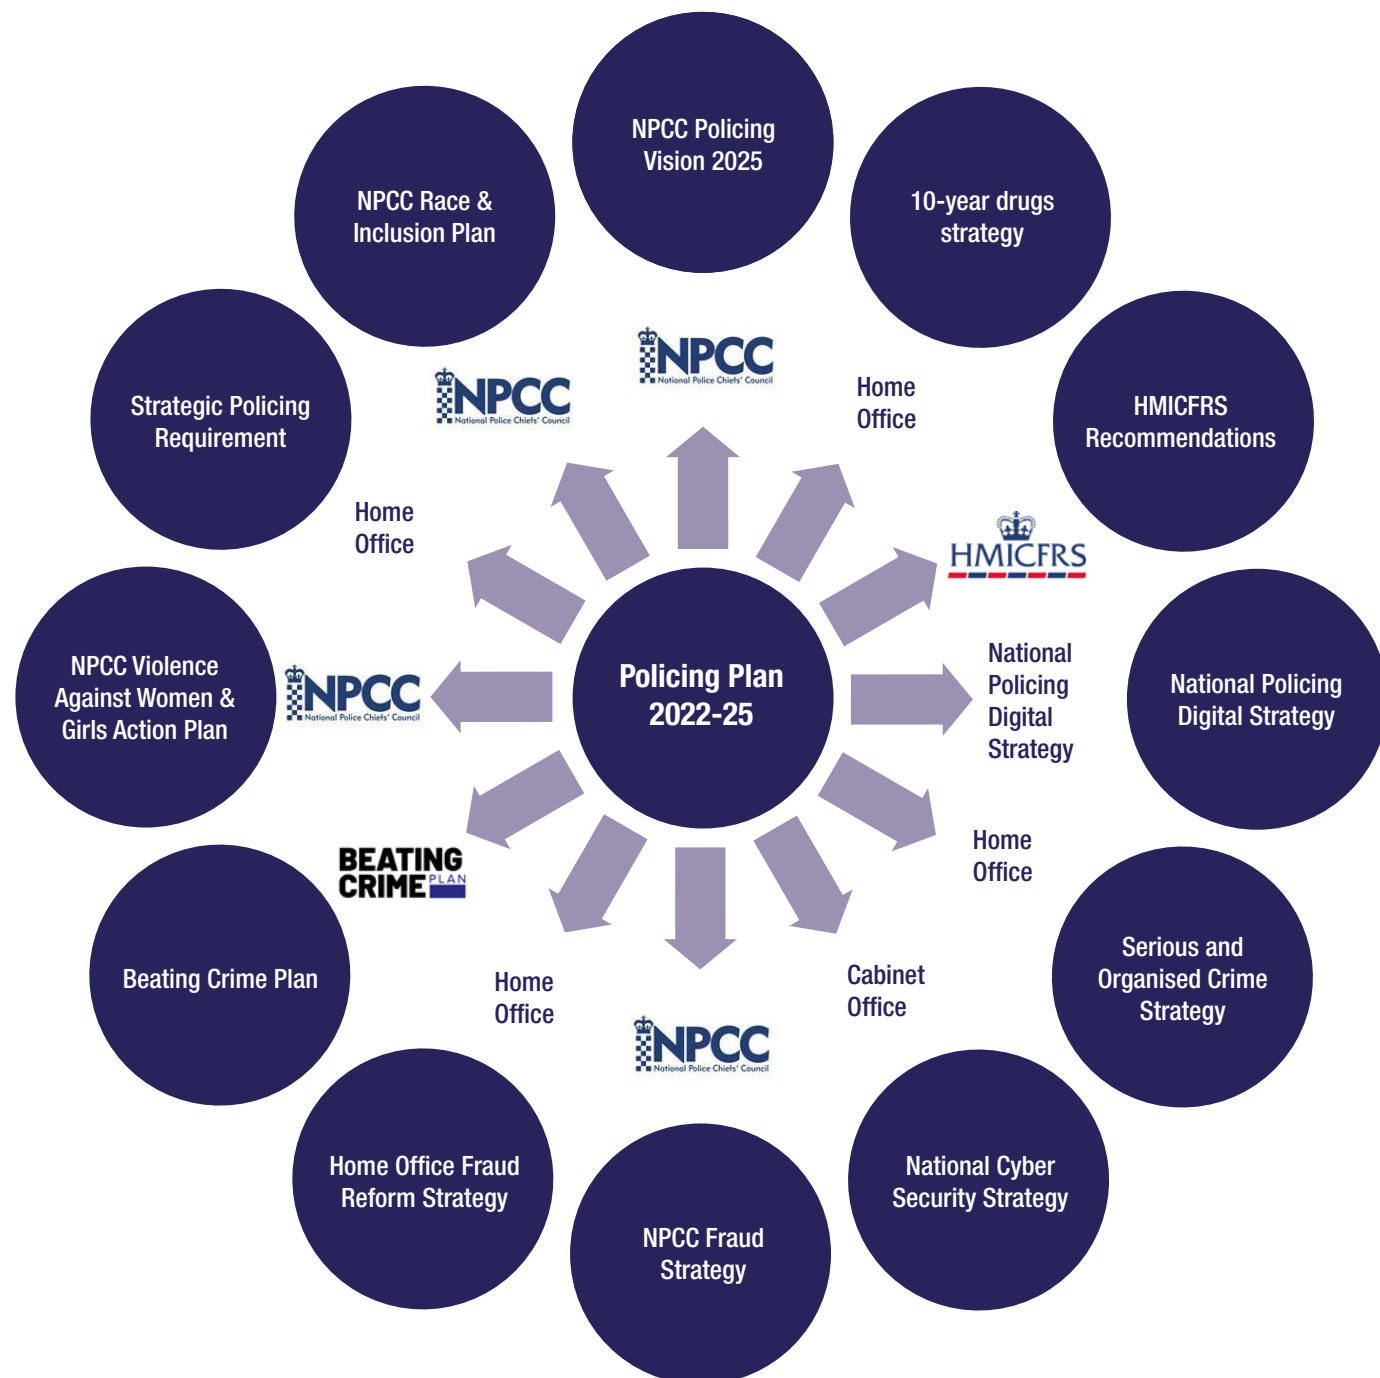 NPCC Policing
Vision 2025
10-year drugs
strategy
HMICFRS
Recommendations
National Policing
Digital Strategy
Serious and
Organised Crime
Strategy
National Cyber
Security Strategy
NPCC Fraud
Strategy
Home Office Fraud
Reform Strategy
Beating Crime Plan
NPCC Violence
Against Women &
Girls Action Plan
Strategic Policing
Requirement
NPCC Race &
Inclusion Plan
NPCC
National Police Chiefs' Council
Home
Office
HMICFRS
National
Policing
Digital
Strategy
Home
Office
Cabinet
Office
NPCC
National Police Chiefs' Council
Home
Office
BEATING
CRIME PLAN
NPCC
National Police Chiefs' Council
Home
Office
NPCC
National Police Chiefs' Council
Policing Plan
2022-25